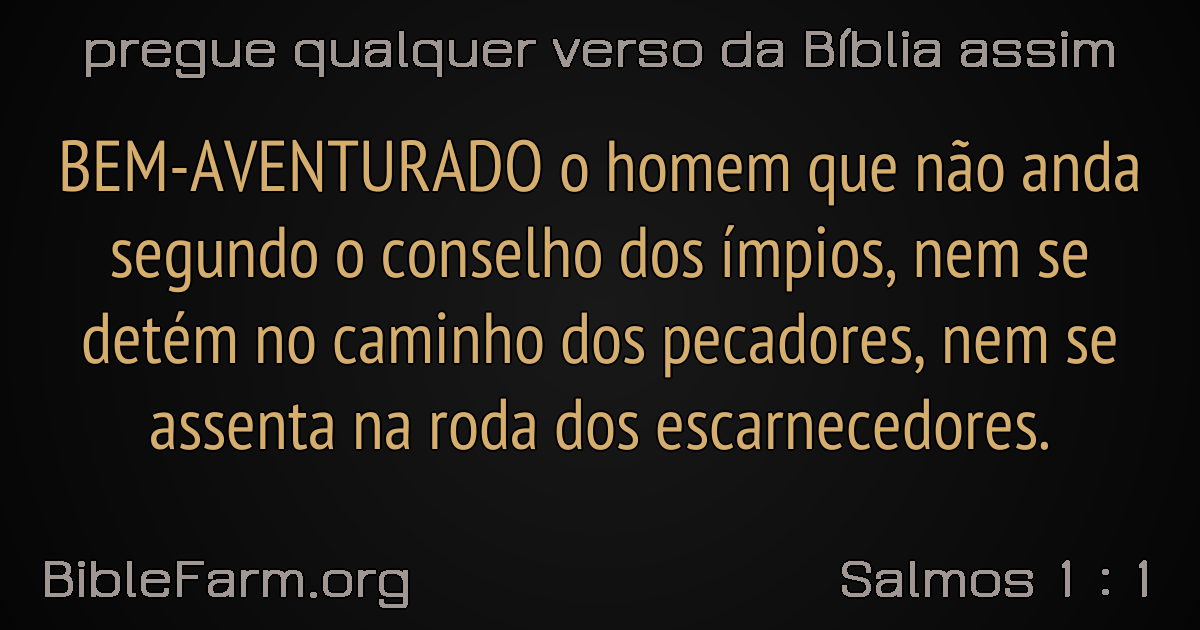 pregue qualquer verso da Bíblia assim
BEM-AVENTURADO o homem que não anda
segundo o conselho dos ímpios, nem se
detém no caminho dos pecadores, nem se
assenta na roda dos escarnecedores.
BibleFarm.org
Salmos 1 : 1